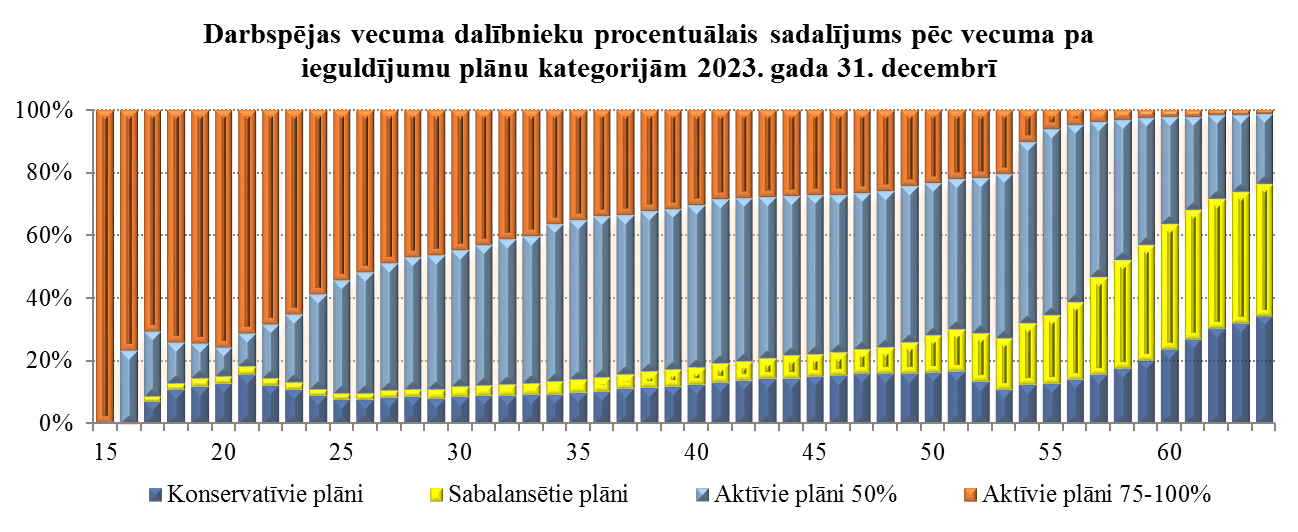 Darbspējas vecuma dalībnieku procentuālais sadalījums pēc vecuma pa
ieguldījumu plānu kategorijām 2023. gada 31. decembrī
100%
80%
60%
40%
20%
0%
15 20 25 30 35 40 45 50 55 60
Konservatīvie plāni Sabalansētie plāni Aktīvie plāni 50% Aktīvie plāni 75-100%